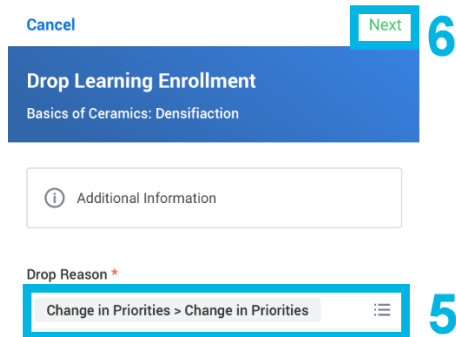 Cancel Next 6
Drop Learning Enrollment
Basics of Ceramics: Densifiaction
Additional Information
Drop Reason *
Change in Priorities > Change in Priorities 5